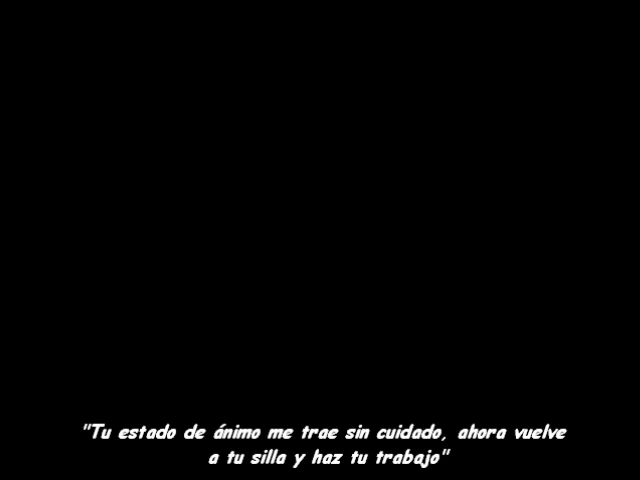 "Tu estado de ánimo me trae sin cuidado, ahora vuelve
a tu silla y haz tu trabajo"